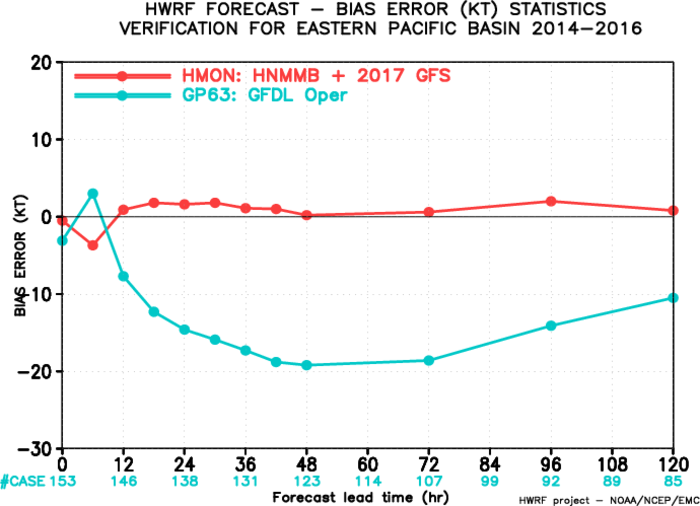 HWRF FORECAST – BIAS ERROR (KT) STATISTICS
VERIFICATION FOR EASTERN PACIFIC BASIN 2014–2016
HMON: HNMMB + 2017 GFS
GP63: GFDL Oper
BIAS ERROR (KT)
20
10
0
–10
–20
–30
0 12 24 36 48 60 72 84 96 108 120
#CASE 153 146 138 131 123 114 107 99 92 89 85
Forecast lead time (hr)
HWRF project – NOAA/NCEP/EMC